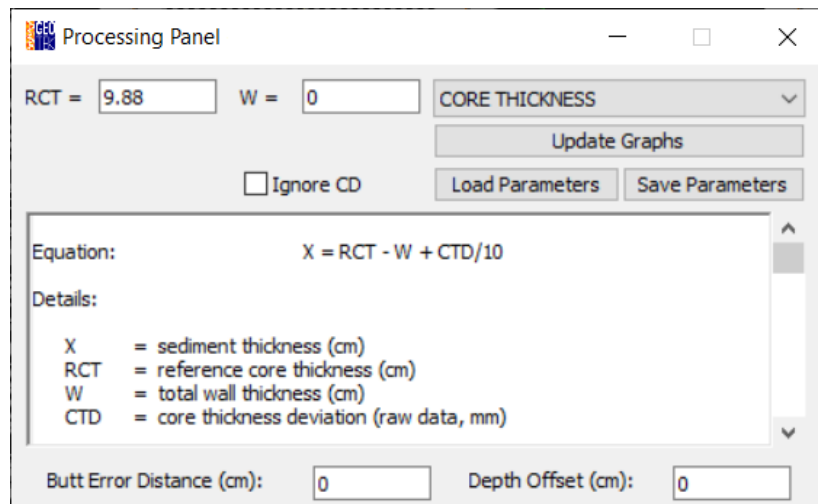 GEO
TEK
Processing Panel
RCT = 9.88 W = 0 CORE THICKNESS
Update Graphs
Ignore CD Load Parameters Save Parameters
Equation: X = RCT - W + CTD/10
Details:
X = sediment thickness (cm)
RCT = reference core thickness (cm)
W = total wall thickness (cm)
CTD = core thickness deviation (raw data, mm)
Butt Error Distance (cm): 0 Depth Offset (cm): 0